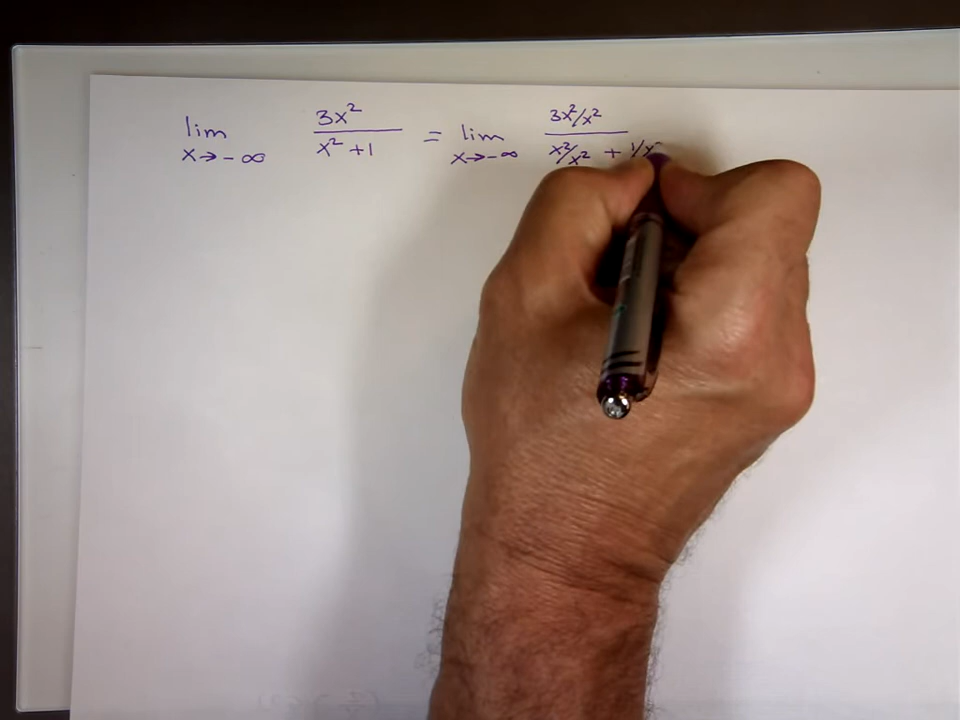 lim x→-∞ 3x²/(x²+1) = lim x→-∞ (3x²/x²)/(x²/x² + 1/x